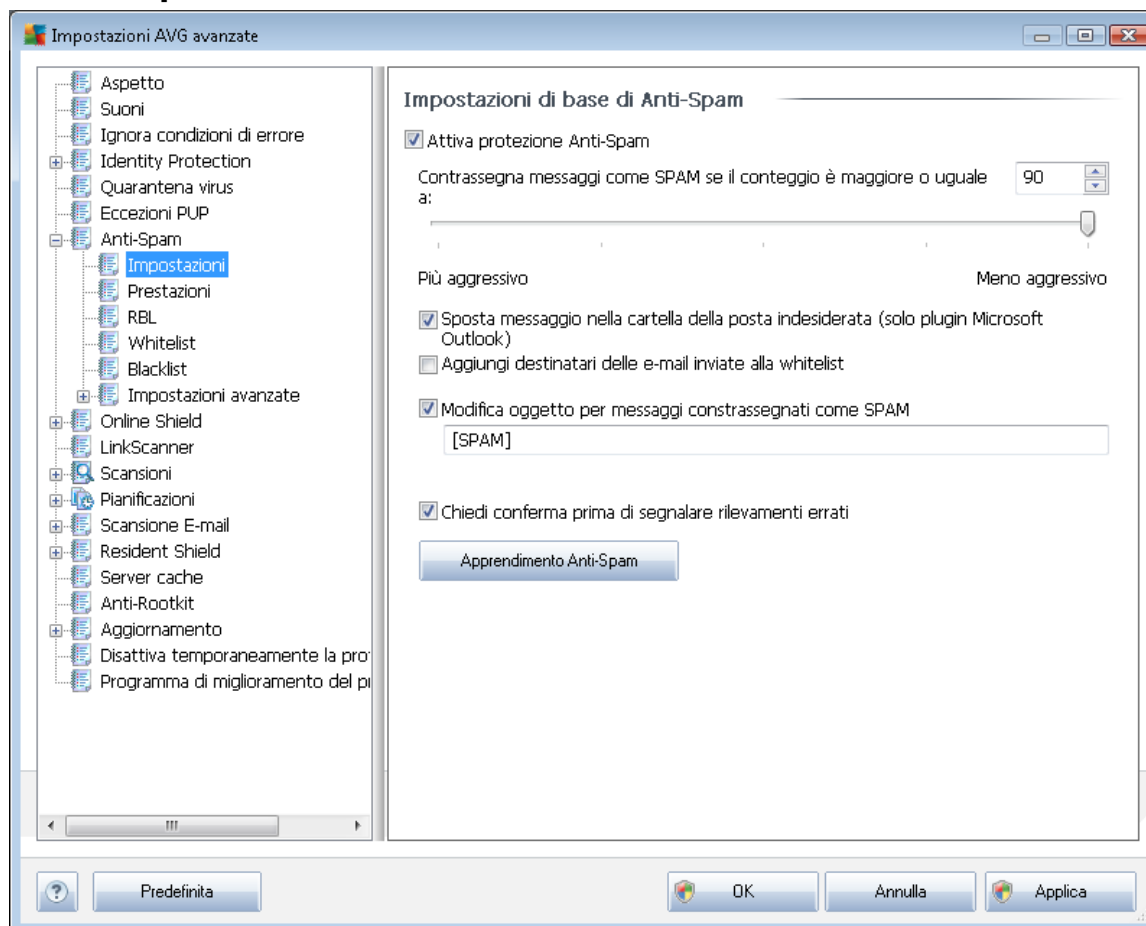 Impostazioni AVG avanzate
Aspetto
Suoni
Ignora condizioni di errore
Identity Protection
Quarantena virus
Eccezioni PUP
Anti-Spam
Impostazioni
Prestazioni
RBL
Whitelist
Blacklist
Impostazioni avanzate
Online Shield
LinkScanner
Scansioni
Pianificazioni
Scansione E-mail
Resident Shield
Server cache
Anti-Rootkit
Aggiornamento
Disattiva temporaneamente la pro
Programma di miglioramento del p
Impostazioni di base di Anti-Spam
Attiva protezione Anti-Spam
Contrassegna messaggi come SPAM se il conteggio è maggiore o uguale
a:
90
Più aggressivo
Meno aggressivo
Sposta messaggio nella cartella della posta indesiderata (solo plugin Microsoft
Outlook)
Aggiungi destinatari delle e-mail inviate alla whitelist
Modifica oggetto per messaggi constrassegnati come SPAM
[SPAM]
Chiedi conferma prima di segnalare rilevamenti errati
Apprendimento Anti-Spam
?
Predefinita
OK
Annulla
Applica